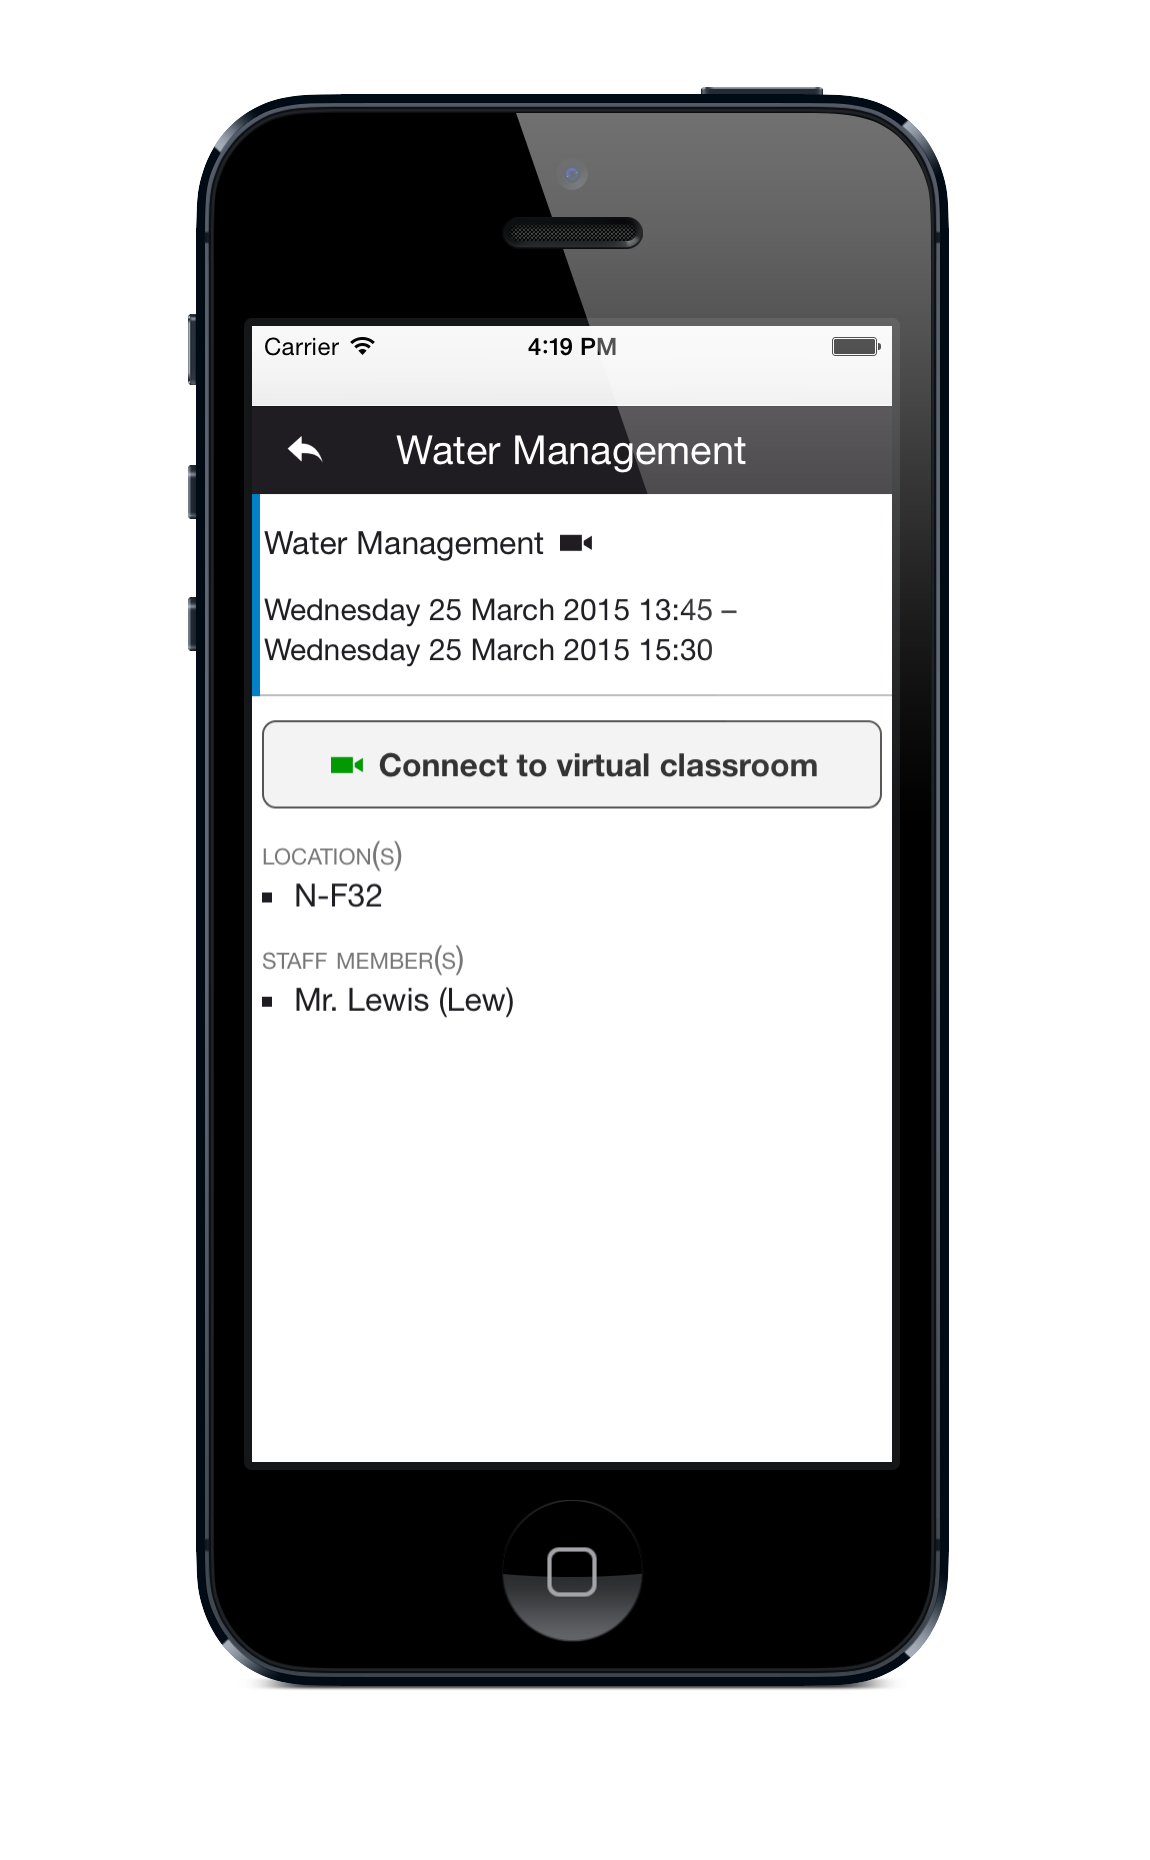 Carrier 4:19 PM
Water Management
Water Management
Wednesday 25 March 2015 13:45 –
Wednesday 25 March 2015 15:30
Connect to virtual classroom
LOCATION(S)
▪ N-F32
STAFF MEMBER(S)
▪ Mr. Lewis (Lew)